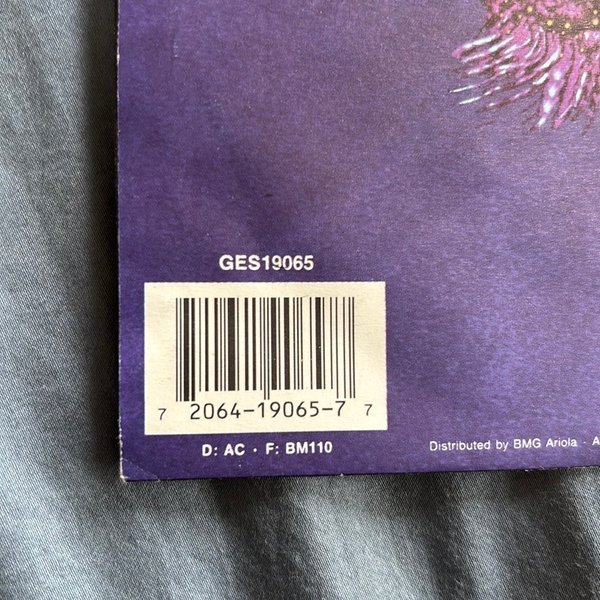 GES19065
7 2064-19065-7 7
D: AC · F: BM110
Distributed by BMG Ariola · A